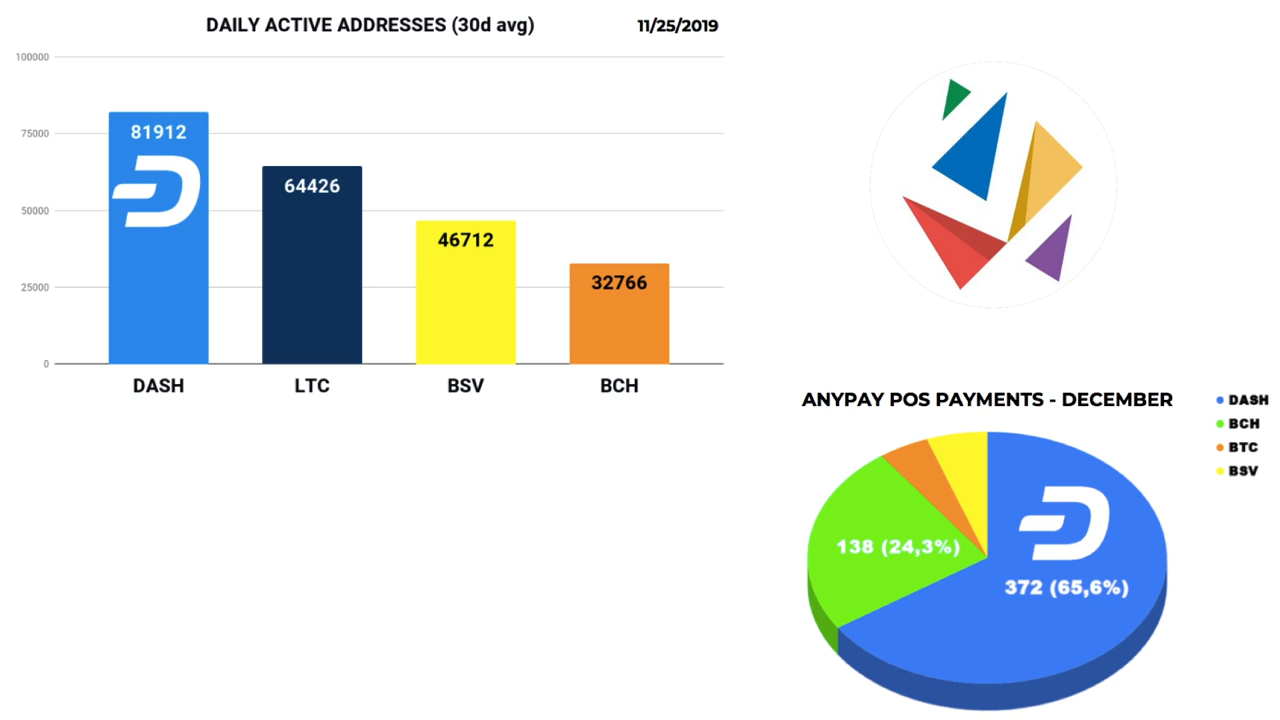 DAILY ACTIVE ADDRESSES (30d avg)
11/25/2019
100000
75000
50000
25000
0
81912
64426
46712
32766
DASH
LTC
BSV
BCH
ANYPAY POS PAYMENTS - DECEMBER
DASH
BCH
BTC
BSV
138 (24,3%)
372 (65,6%)